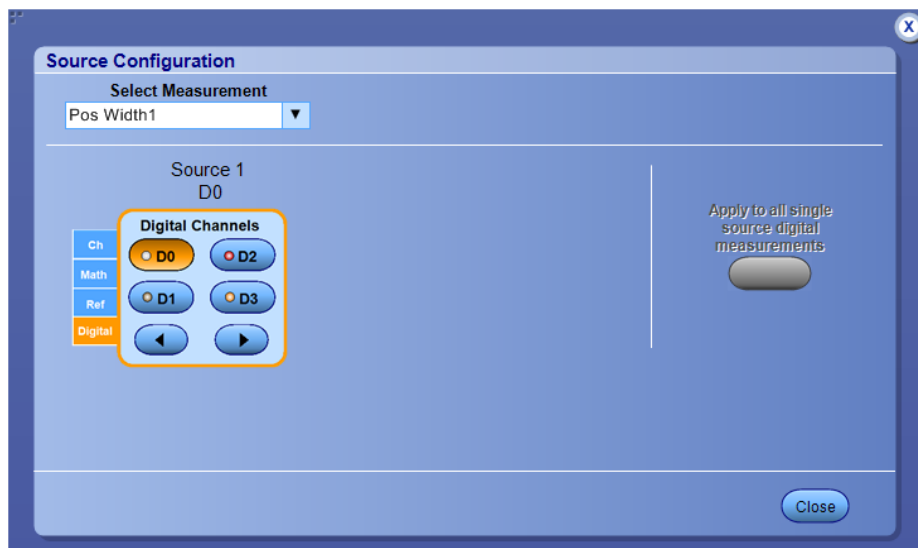 X
Source Configuration
Select Measurement
Pos Width1
Source 1
D0
Ch
Math
Ref
Digital
Digital Channels
D0
D2
D1
D3
Apply to all single
source digital
measurements
Close